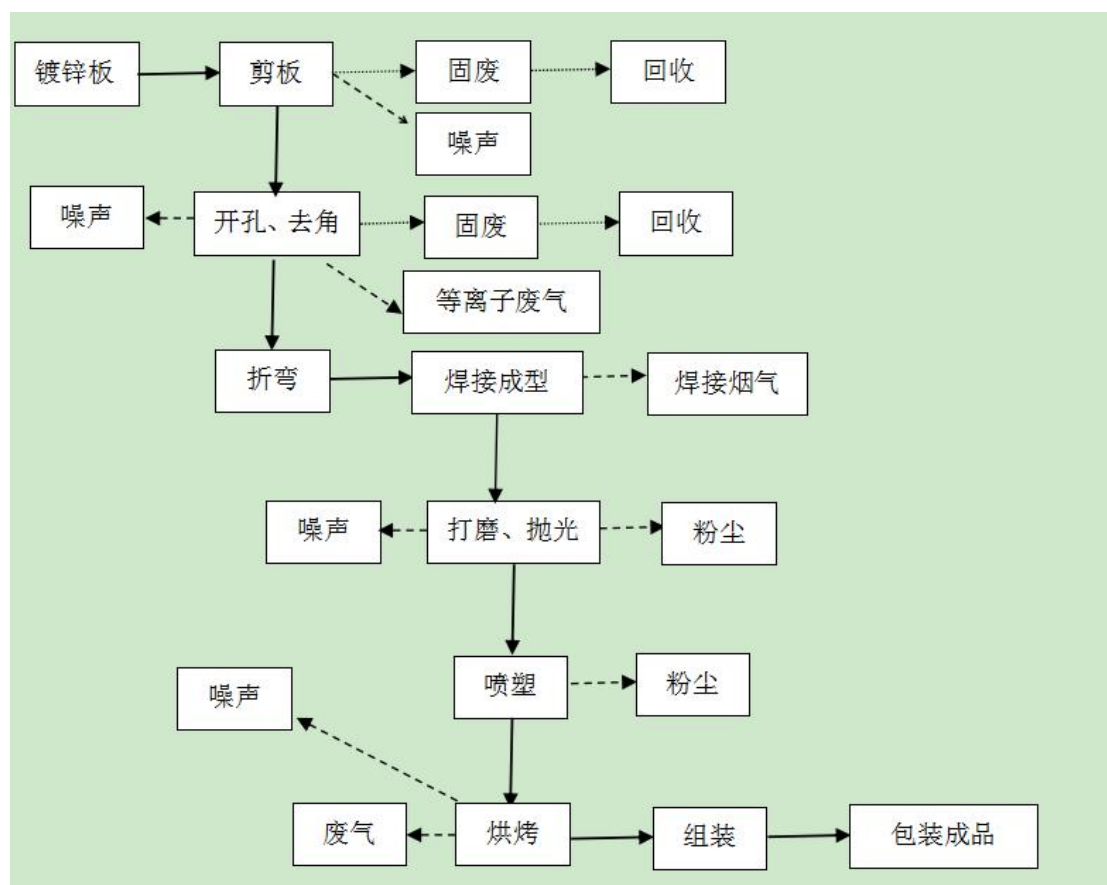 镀锌板
剪板
固废
回收
噪声
噪声
开孔、去角
固废
回收
等离子废气
折弯
焊接成型
焊接烟气
噪声
打磨、抛光
粉尘
喷塑
粉尘
噪声
废气
烘烤
组装
包装成品